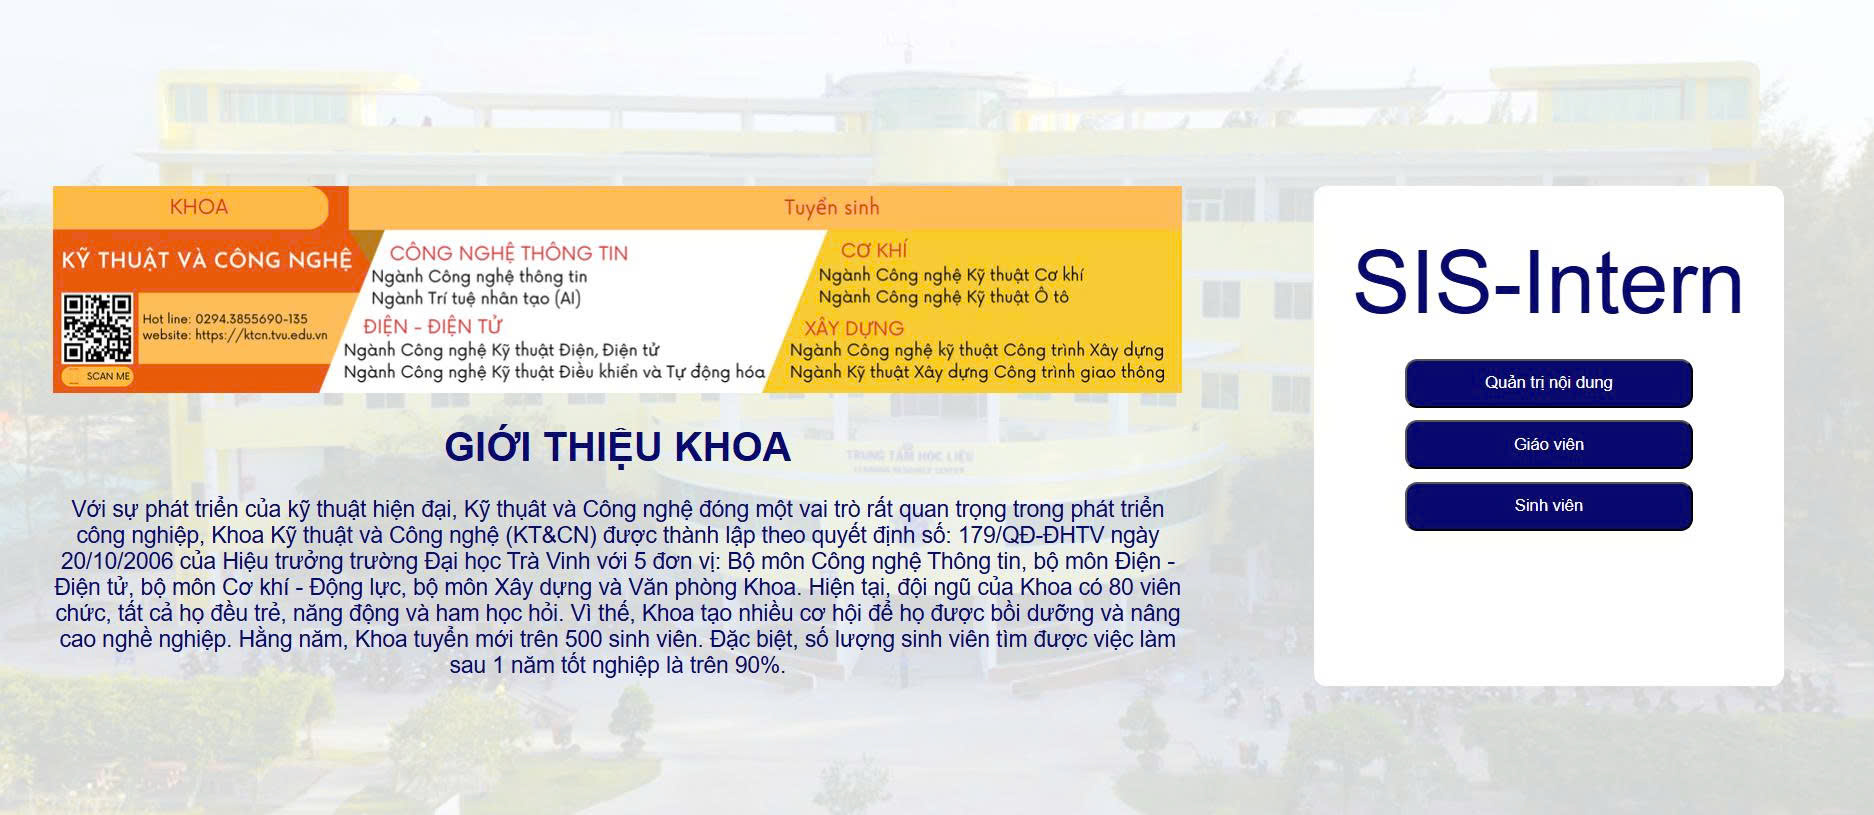 KHOA
KỸ THUẬT VÀ CÔNG NGHỆ
Hot line: 0294.3855690-135
website: https://ktcn.tvu.edu.vn
SCAN ME
Tuyển sinh
CÔNG NGHỆ THÔNG TIN
Ngành Công nghệ thông tin
Ngành Trí tuệ nhân tạo (AI)
ĐIỆN - ĐIỆN TỬ
Ngành Công nghệ Kỹ thuật Điện, Điện tử
Ngành Công nghệ Kỹ thuật Điều khiển và Tự động hóa
CƠ KHÍ
Ngành Công nghệ Kỹ thuật Cơ khí
Ngành Công nghệ Kỹ thuật Ô tô
XÂY DỰNG
Ngành Công nghệ kỹ thuật Công trình Xây dựng
Ngành Kỹ thuật Xây dựng Công trình giao thông
GIỚI THIỆU KHOA
TRUNG TÂM HỌC LIỆU
LEARNING RESOURCE CENTER
Với sự phát triển của kỹ thuật hiện đại, Kỹ thụât và Công nghệ đóng một vai trò rất quan trọng trong phát triển
công nghiệp, Khoa Kỹ thuật và Công nghệ (KT&CN) được thành lập theo quyết định số: 179/QĐ-ĐHTV ngày
20/10/2006 của Hiệu trưởng trường Đại học Trà Vinh với 5 đơn vị: Bộ môn Công nghệ Thông tin, bộ môn Điện -
Điện tử, bộ môn Cơ khí - Động lực, bộ môn Xây dựng và Văn phòng Khoa. Hiện tại, đội ngũ của Khoa có 80 viên
chức, tất cả họ đều trẻ, năng động và ham học hỏi. Vì thế, Khoa tạo nhiều cơ hội để họ được bồi dưỡng và nâng
cao nghề nghiệp. Hằng năm, Khoa tuyển mới trên 500 sinh viên. Đặc biệt, số lượng sinh viên tìm được việc làm
sau 1 năm tốt nghiệp là trên 90%.
SIS-Intern
Quản trị nội dung
Giáo viên
Sinh viên